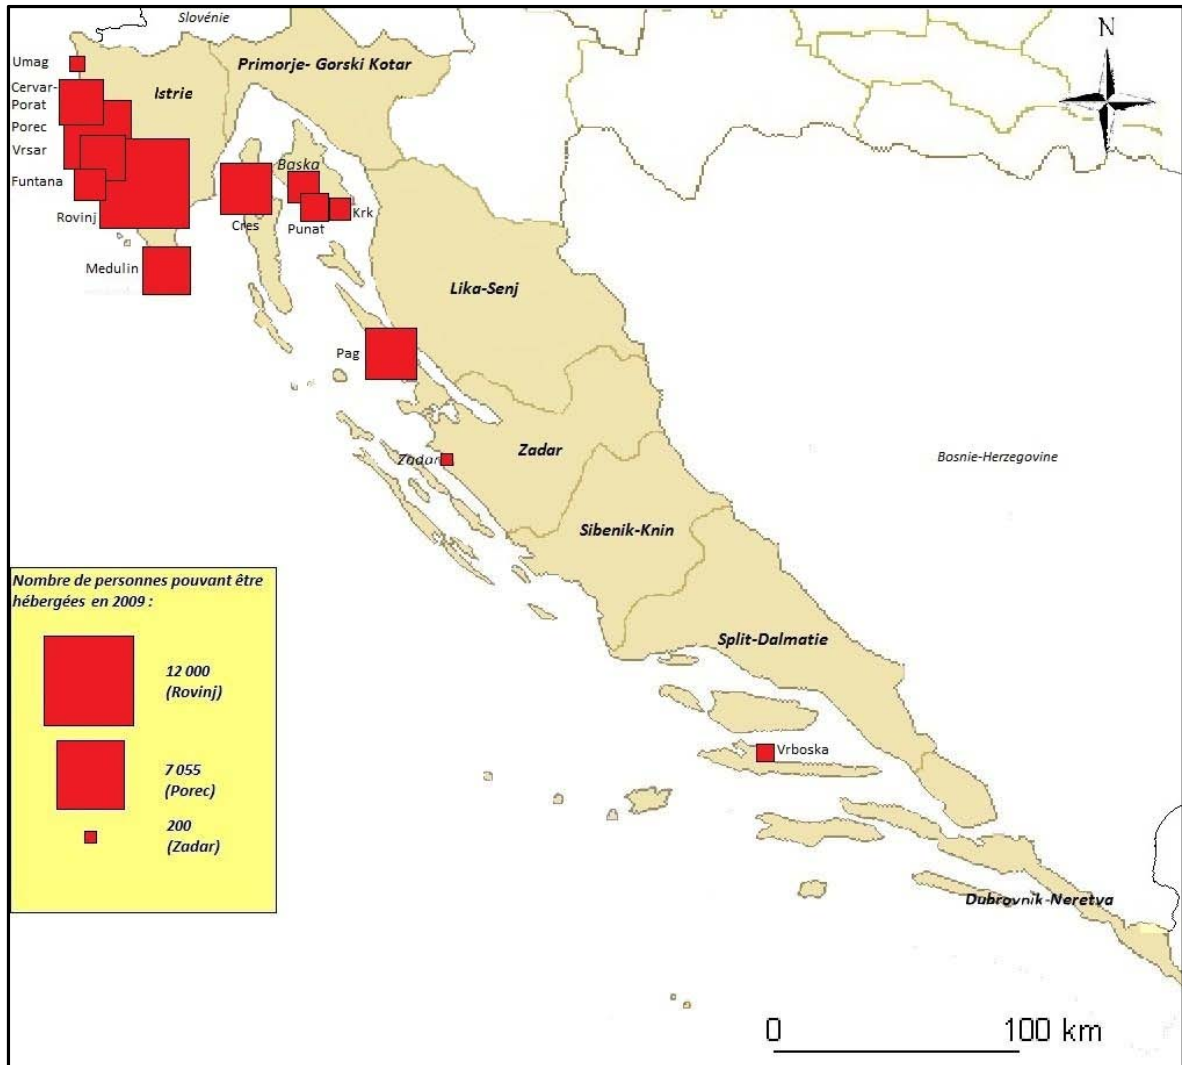 Slovénie
N
Umag
Primorje- Gorski Kotar
Cervar-
Porat
Istrie
Porec
Vrsar
Baska
Funtana
Rovinj
Cres
Punat
Krk
Medulin
Lika-Senj
Pag
Zadar
Zadar
Bosnie-Herzegovine
Sibenik-Knin
Nombre de personnes pouvant être
hébergées en 2009 :
12 000
(Rovinj)
7 055
(Porec)
200
(Zadar)
Split-Dalmatie
Vrboska
Dubrovnik-Neretva
0 100 km